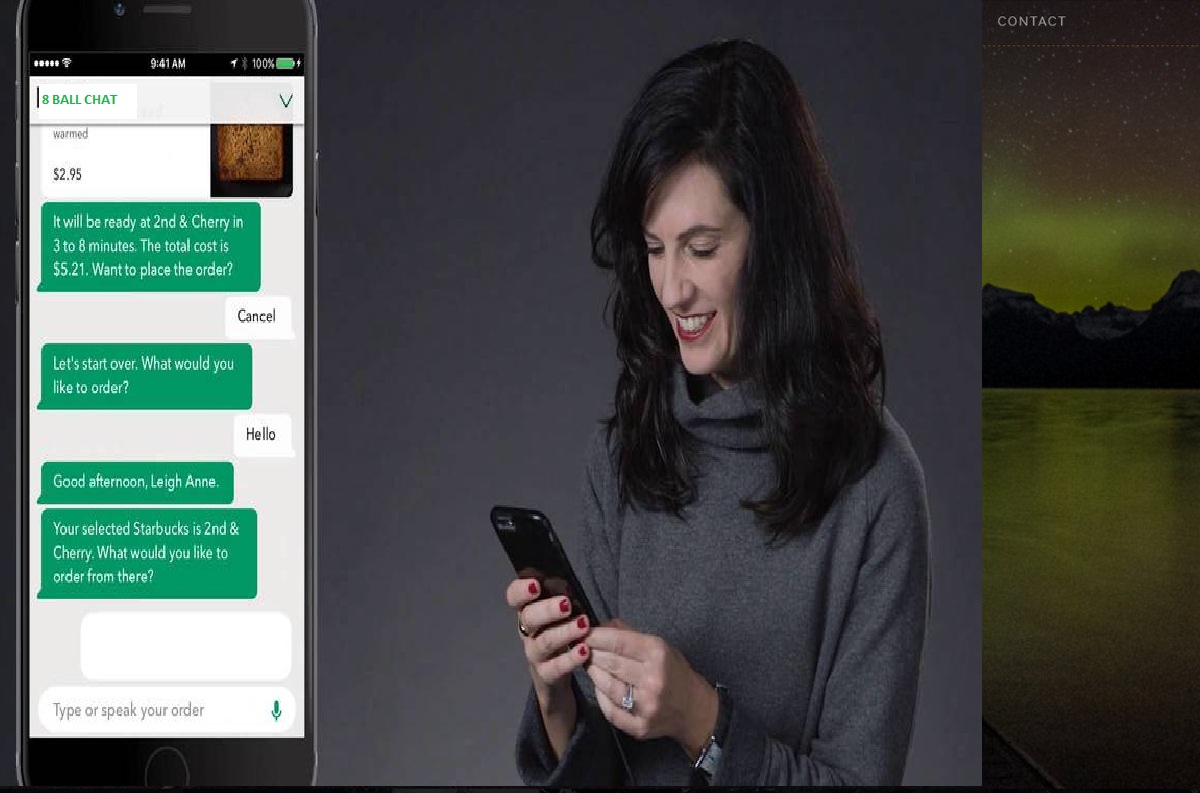 CONTACT
9:41 AM
100%
8 BALL CHAT
warmed
$2.95
It will be ready at 2nd & Cherry in
3 to 8 minutes. The total cost is
$5.21. Want to place the order?
Cancel
Let's start over. What would you
like to order?
Hello
Good afternoon, Leigh Anne.
Your selected Starbucks is 2nd &
Cherry. What would you like to
order from there?
Type or speak your order